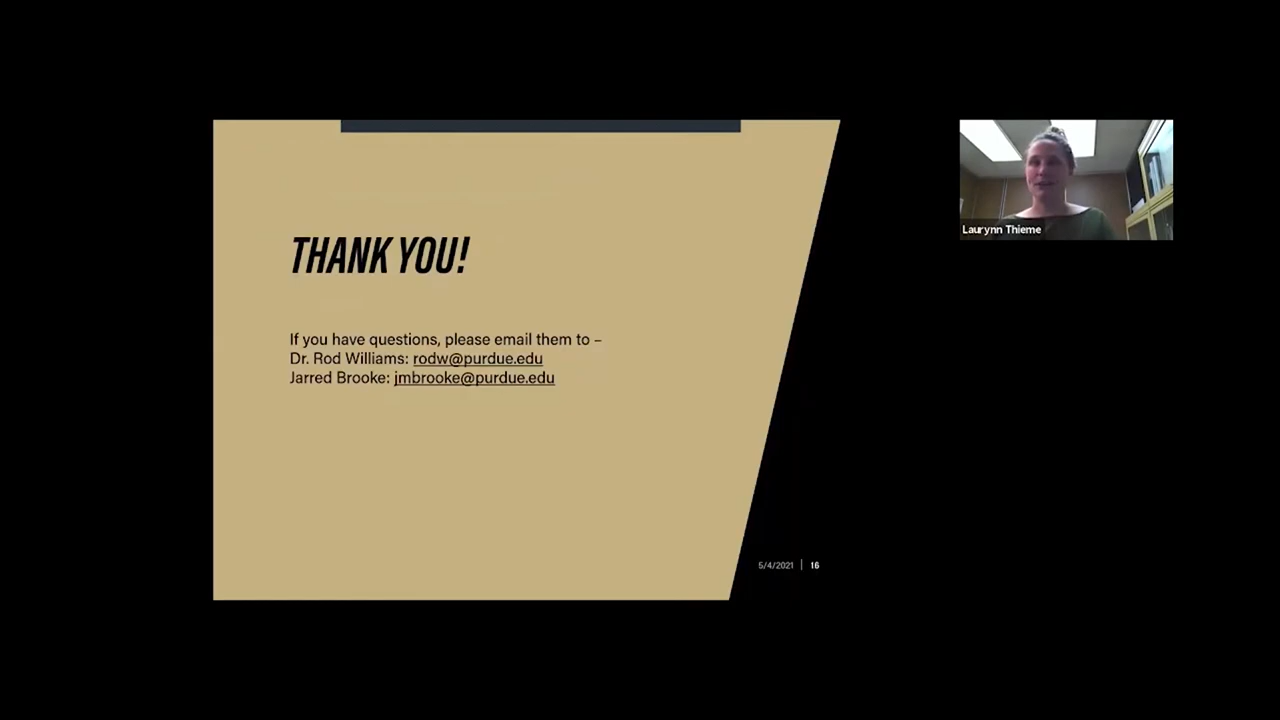 THANK YOU!
If you have questions, please email them to –
Dr. Rod Williams: rodw@purdue.edu
Jarred Brooke: jmbrooke@purdue.edu
5/4/2021 | 16
Laurynn Thieme